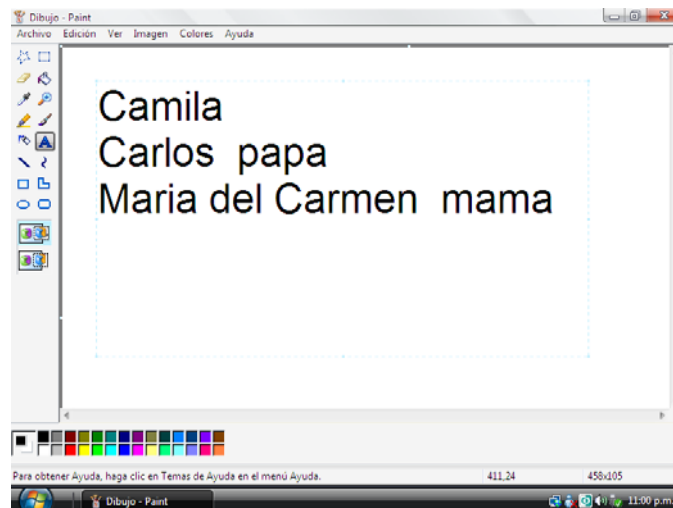 Dibujo - Paint
Archivo Edición Ver Imagen Colores Ayuda
Camila
Carlos papa
Maria del Carmen mama
Para obtener Ayuda, haga clic en Temas de Ayuda en el menú Ayuda. 411,24 458x105
Dibujo - Paint 11:00 p.m.